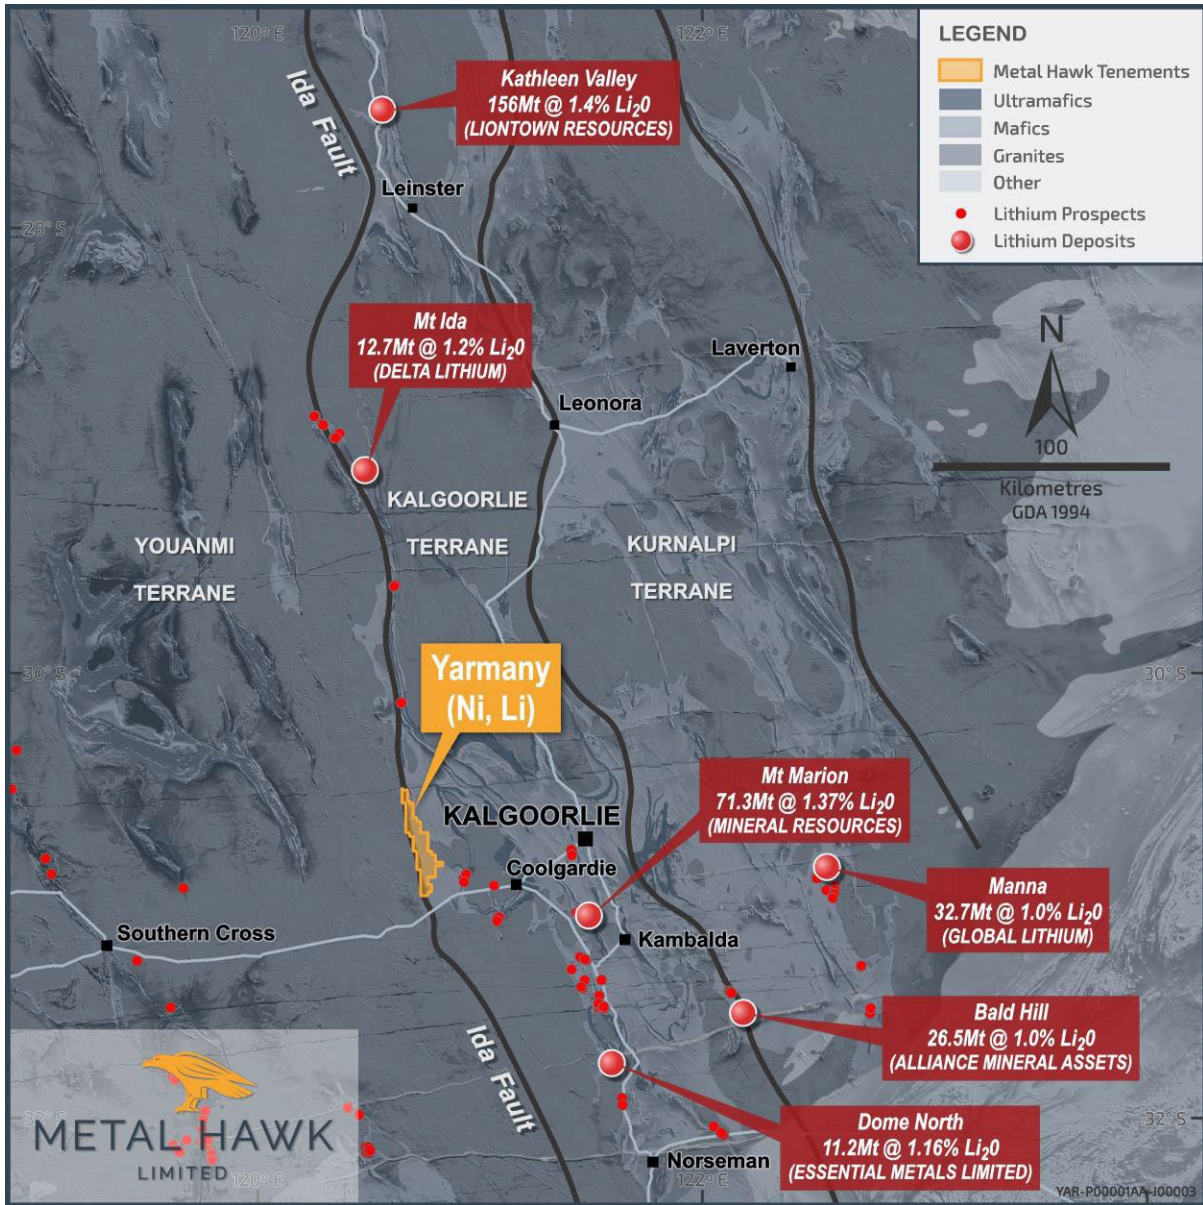 120° E
122° E
LEGEND
Metal Hawk Tenements
Ultramafics
Mafics
Granites
Other
Lithium Prospects
Lithium Deposits
Kathleen Valley
156Mt @ 1.4% Li₂0
(LIONTOWN RESOURCES)
Ida Fault
Leinster
28° S
Mt Ida
12.7Mt @ 1.2% Li₂0
(DELTA LITHIUM)
Laverton
N
100
Kilometres
GDA 1994
Leonora
KALGOORLIE
TERRANE
YOUANMI
TERRANE
KURNALPI
TERRANE
30° S
30° S
Yarmany
(Ni, Li)
Mt Marion
71.3Mt @ 1.37% Li₂0
(MINERAL RESOURCES)
KALGOORLIE
Coolgardie
Manna
32.7Mt @ 1.0% Li₂0
(GLOBAL LITHIUM)
Southern Cross
Kambalda
Bald Hill
26.5Mt @ 1.0% Li₂0
(ALLIANCE MINERAL ASSETS)
Ida Fault
METAL HAWK
LIMITED
32° S
32° S
Dome North
11.2Mt @ 1.16% Li₂0
(ESSENTIAL METALS LIMITED)
Norseman
120° E
122° E
YAR-P00001AA-J00003